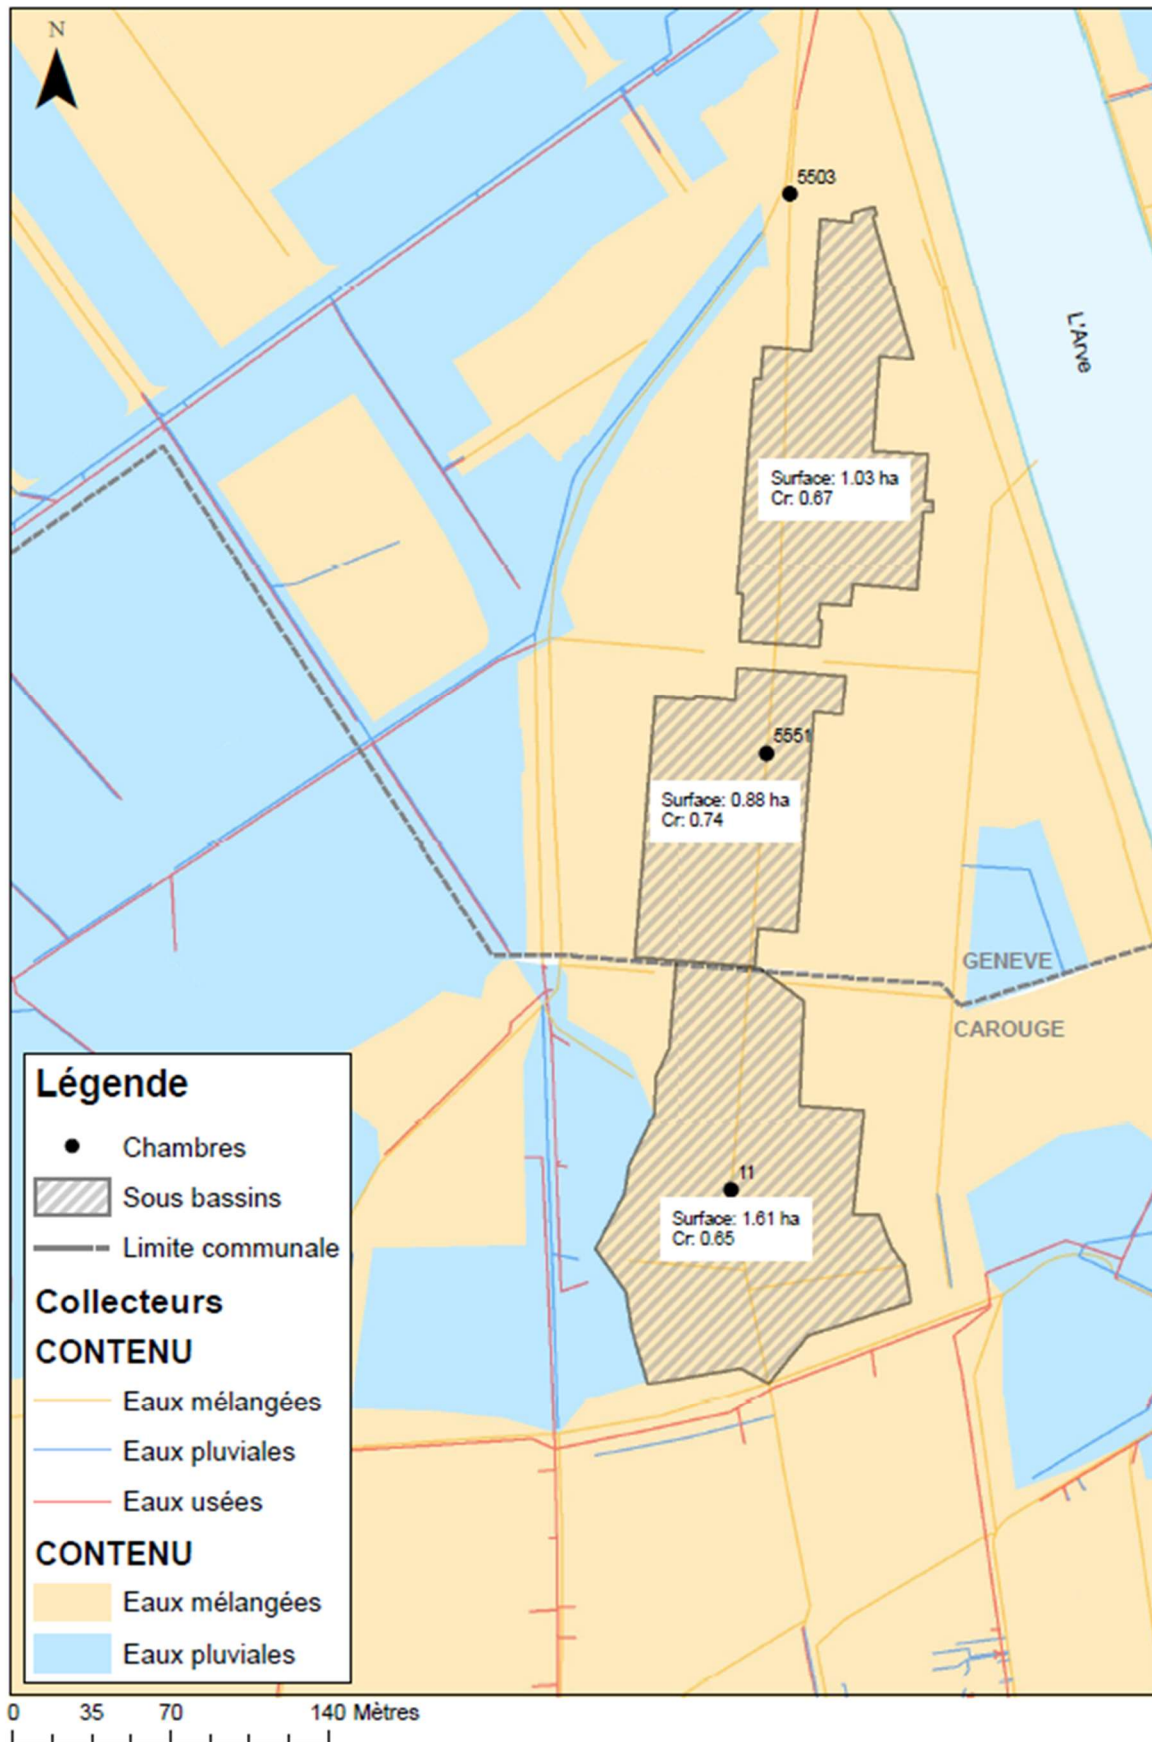 N
5503
L'Arve
Surface: 1.03 ha
Cr: 0.67
5551
Surface: 0.88 ha
Cr: 0.74
GENEVE
CAROUGE
11
Surface: 1.61 ha
Cr: 0.65
Légende
Chambres
Sous bassins
Limite communale
Collecteurs
CONTENU
Eaux mélangées
Eaux pluviales
Eaux usées
CONTENU
Eaux mélangées
Eaux pluviales
0 35 70 140 Mètres